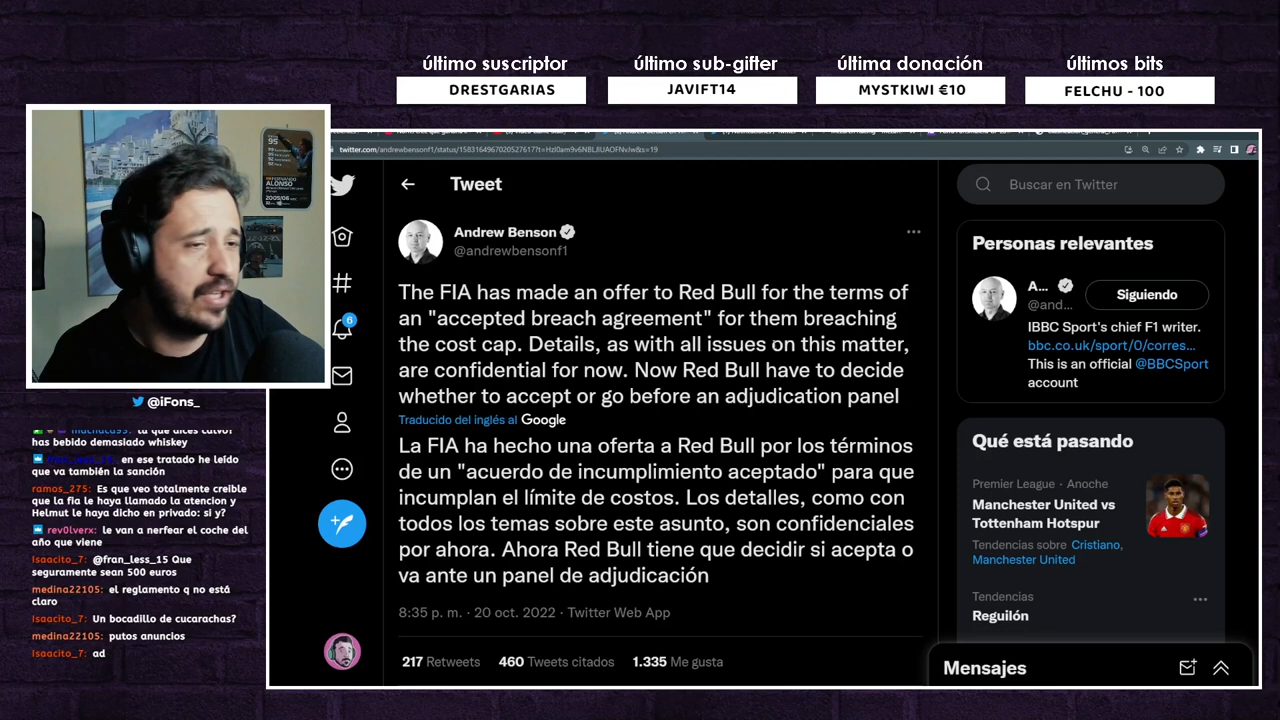 último suscriptor
último sub-gifter
última donación
últimos bits
DRESTGARIAS
JAVIFT14
MYSTKIWI €10
FELCHU - 100
95
FERNANDO
ALONSO
2005/06
Tweet
Buscar en Twitter
Andrew Benson
@andrewbensonf1
The FIA has made an offer to Red Bull for the terms of
an "accepted breach agreement" for them breaching
the cost cap. Details, as with all issues on this matter,
are confidential for now. Now Red Bull have to decide
whether to accept or go before an adjudication panel
Traducido del inglés al Google
La FIA ha hecho una oferta a Red Bull por los términos
de un "acuerdo de incumplimiento aceptado" para que
incumplan el límite de costos. Los detalles, como con
todos los temas sobre este asunto, son confidenciales
por ahora. Ahora Red Bull tiene que decidir si acepta o
va ante un panel de adjudicación
8:35 p. m. · 20 oct. 2022 · Twitter Web App
217 Retweets 460 Tweets citados 1.335 Me gusta
6
Personas relevantes
A...
@and...
Siguiendo
IBBC Sport's chief F1 writer.
bbc.co.uk/sport/0/corres...
This is an official @BBCSport
account
Qué está pasando
Premier League · Anoche
Manchester United vs
Tottenham Hotspur
Tendencias sobre Cristiano,
Manchester United
Tendencias
Reguilón
Mensajes
@iFons_
has bebido demasiado
whiskey
en ese tratado he leído
que va también la sanción
ramos_275: Es que veo totalmente creible
que la fia le haya llamado la atencion y
Helmut le haya dicho en privado: si y?
rev0lverx: le van a nerfear el coche del
año que viene
Isaacito_7: @fran_less_15 Que
seguramente sean 500 euros
medina22105: el reglamento q no está
claro
Isaacito_7: Un bocadillo de cucarachas?
medina22105: putos anuncios
Isaacito_7: ad